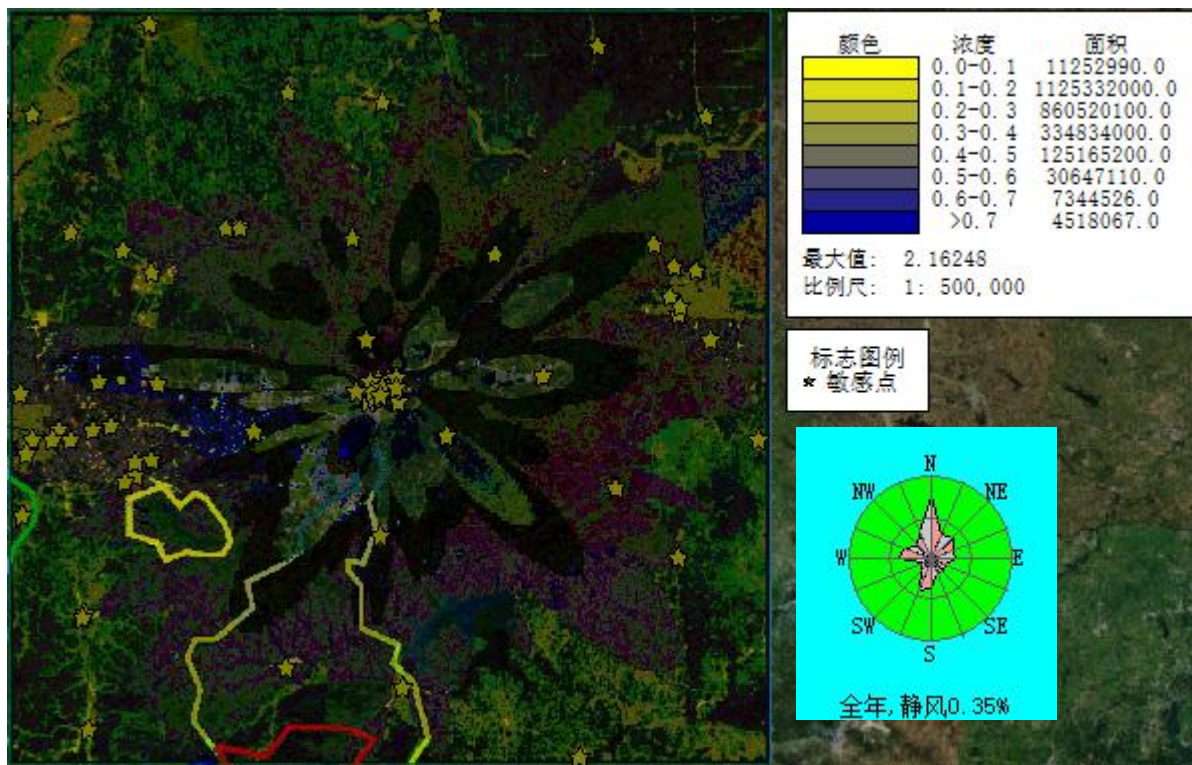 颜色 浓度 面积
0.0-0.1 11252990.0
0.1-0.2 1125332000.0
0.2-0.3 860520100.0
0.3-0.4 334834000.0
0.4-0.5 125165200.0
0.5-0.6 30647110.0
0.6-0.7 7344526.0
>0.7 4518067.0
最大值: 2.16248
比例尺: 1: 500,000
标志图例
* 敏感点
N
NW NE
W E
SW SE
S
全年,静风0.35%